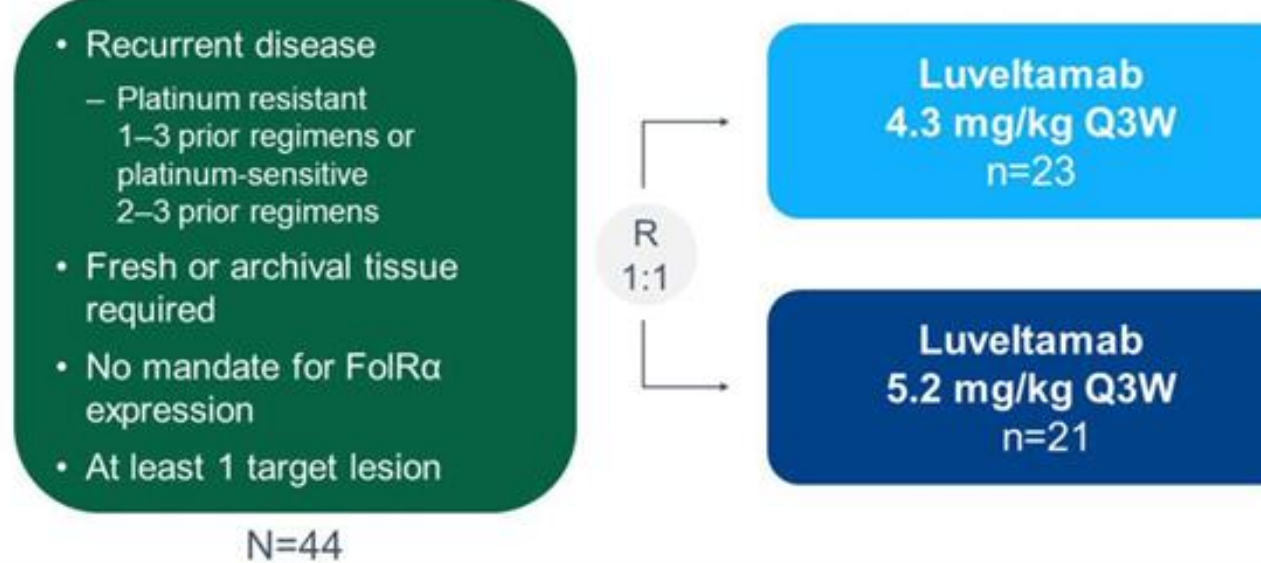 • Recurrent disease
– Platinum resistant
1–3 prior regimens or
platinum-sensitive
2–3 prior regimens
• Fresh or archival tissue
required
• No mandate for FolRα
expression
• At least 1 target lesion
N=44
R
1:1
Luveltamab
4.3 mg/kg Q3W
n=23
Luveltamab
5.2 mg/kg Q3W
n=21